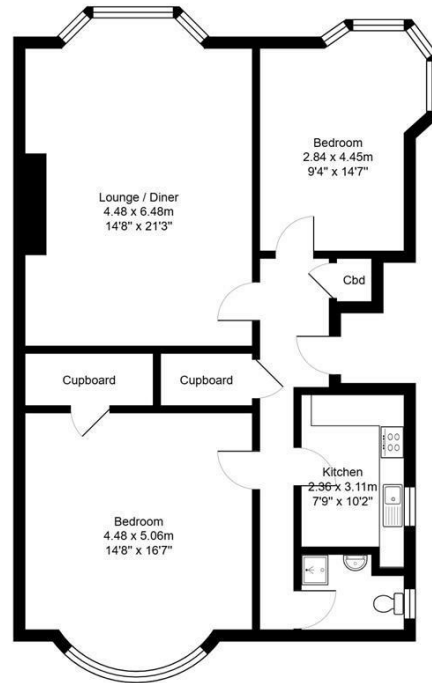 Bedroom
2.84 x 4.45m
9'4" x 14'7"
Lounge / Diner
4.48 x 6.48m
14'8" x 21'3"
Cbd
Cupboard
Cupboard
Kitchen
2.36 x 3.11m
7'9" x 10'2"
Bedroom
4.48 x 5.06m
14'8" x 16'7"